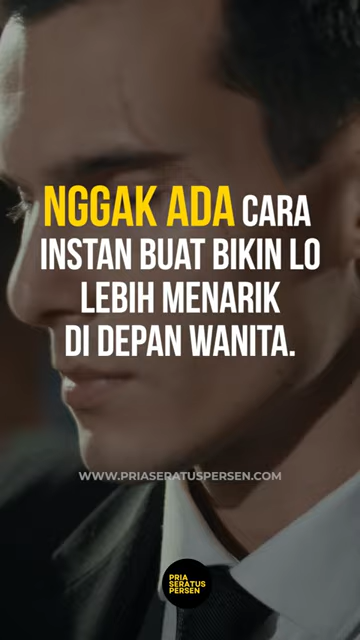 NGGAK ADA CARA
INSTAN BUAT BIKIN LO
LEBIH MENARIK
DI DEPAN WANITA.
WWW.PRIASERATUSPERSEN.COM
PRIA
SERATUS
PERSEN